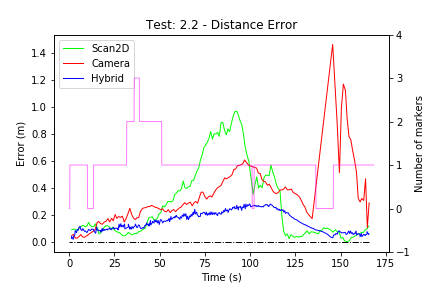 Test: 2.2 - Distance Error
Scan2D
Camera
Hybrid
Error (m)
1.4
1.2
1.0
0.8
0.6
0.4
0.2
0.0
4
3
2
1
0
−1
Number of markers
0 25 50 75 100 125 150 175
Time (s)